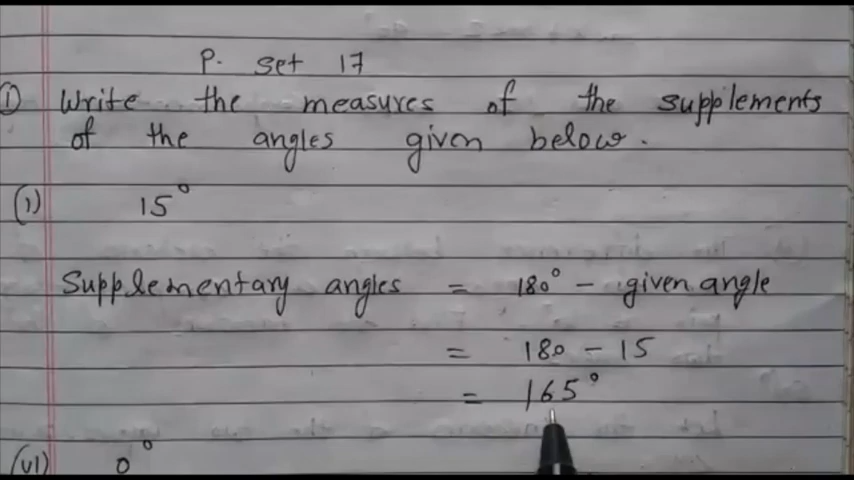 P. set 17
① Write the measures of the supplements
of the angles given below.
(i) 15°
Supplementary angles = 180° - given angle
= 180 - 15
= 165°
(vi) 0°